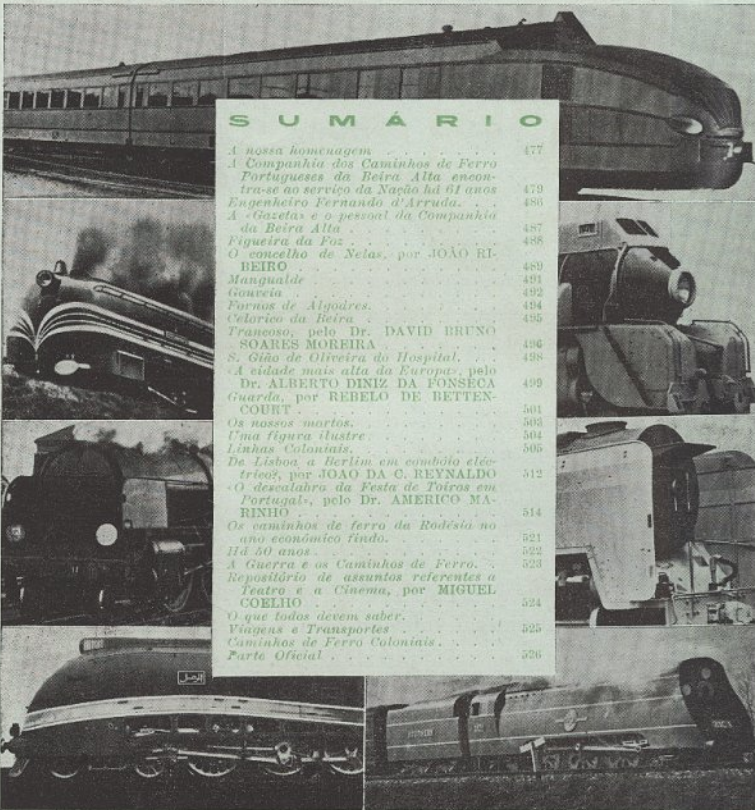 SUMÁRIO
A nossa homenagem . . . . . . . 477
A Companhia dos Caminhos de Ferro
Portugueses da Beira Alta encon-
tra-se ao serviço da Nação há 61 anos 479
Engenheiro Fernando d'Arruda. . . 486
A «Gazeta» e o pessoal da Companhia
da Beira Alta . . . . . . . . 487
Figueira da Foz . . . . . . . . 488
O concelho de Nelas, por JOÃO RI-
BEIRO . . . . . . . . . . . 489
Mangualde . . . . . . . . . 491
Gouveia . . . . . . . . . . 492
Fornos de Algodres. . . . . . . 494
Celorico da Beira . . . . . . . 495
Trancoso, pelo Dr. DAVID BRUNO
SOARES MOREIRA . . . . . . 496
S. Gião de Oliveira do Hospital. . . 498
«A cidade mais alta da Europa», pelo
Dr. ALBERTO DINIZ DA FONSECA 499
Guarda, por REBELO DE BETTEN-
COURT . . . . . . . . . . 501
Os nossos mortos. . . . . . . . 503
Uma figura ilustre . . . . . . . 504
Linhas Coloniais. . . . . . . . 505
De Lisboa a Berlim em combóio eléc-
trico?, por JOÃO DA C. REYNALDO 512
«O descalabro da Festa de Toiros em
Portugal», pelo Dr. AMERICO MA-
RINHO . . . . . . . . . . 514
Os caminhos de ferro da Rodésia no
ano económico findo. . . . . . 521
Há 50 anos . . . . . . . . . 522
A Guerra e os Caminhos de Ferro. . 523
Repositório de assuntos referentes a
Teatro e a Cinema, por MIGUEL
COELHO . . . . . . . . . . 524
O que todos devem saber.
Viagens e Transportes . . . . . . 525
Caminhos de Ferro Coloniais. . . .
Parte Oficial . . . . . . . . . 526